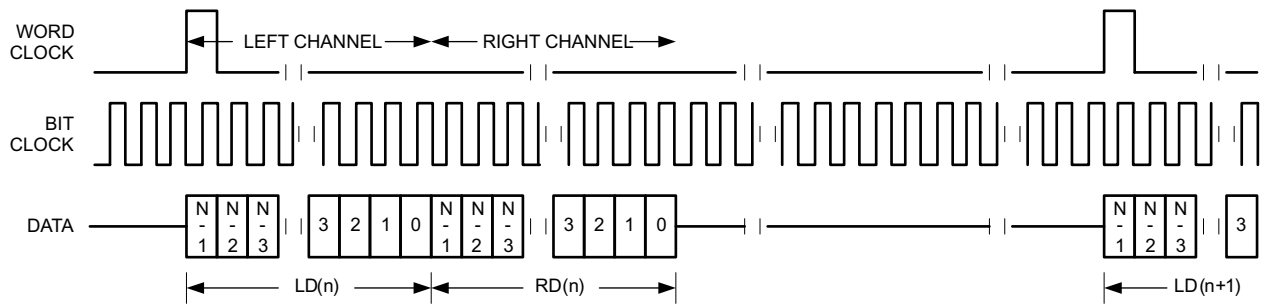 WORD
CLOCK
LEFT CHANNEL
RIGHT CHANNEL
BIT
CLOCK
DATA
N-1 N-2 N-3 3 2 1 0 N-1 N-2 N-3 3 2 1 0 N-1 N-2 N-3 3
LD(n) RD(n) LD(n+1)